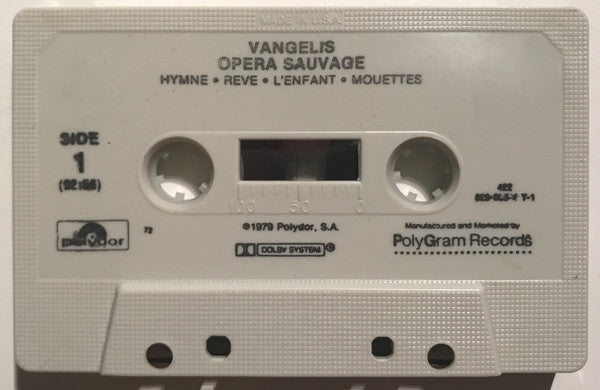 MADE IN U.S.A.
VANGELIS
OPERA SAUVAGE
HYMNE • REVE • L'ENFANT • MOUETTES
SIDE
1
100 50 0
422
Y-1
polydor
72
℗1979 Polydor, S.A.
DOLBY SYSTEM®
Manufactured and Marketed by
PolyGram Records